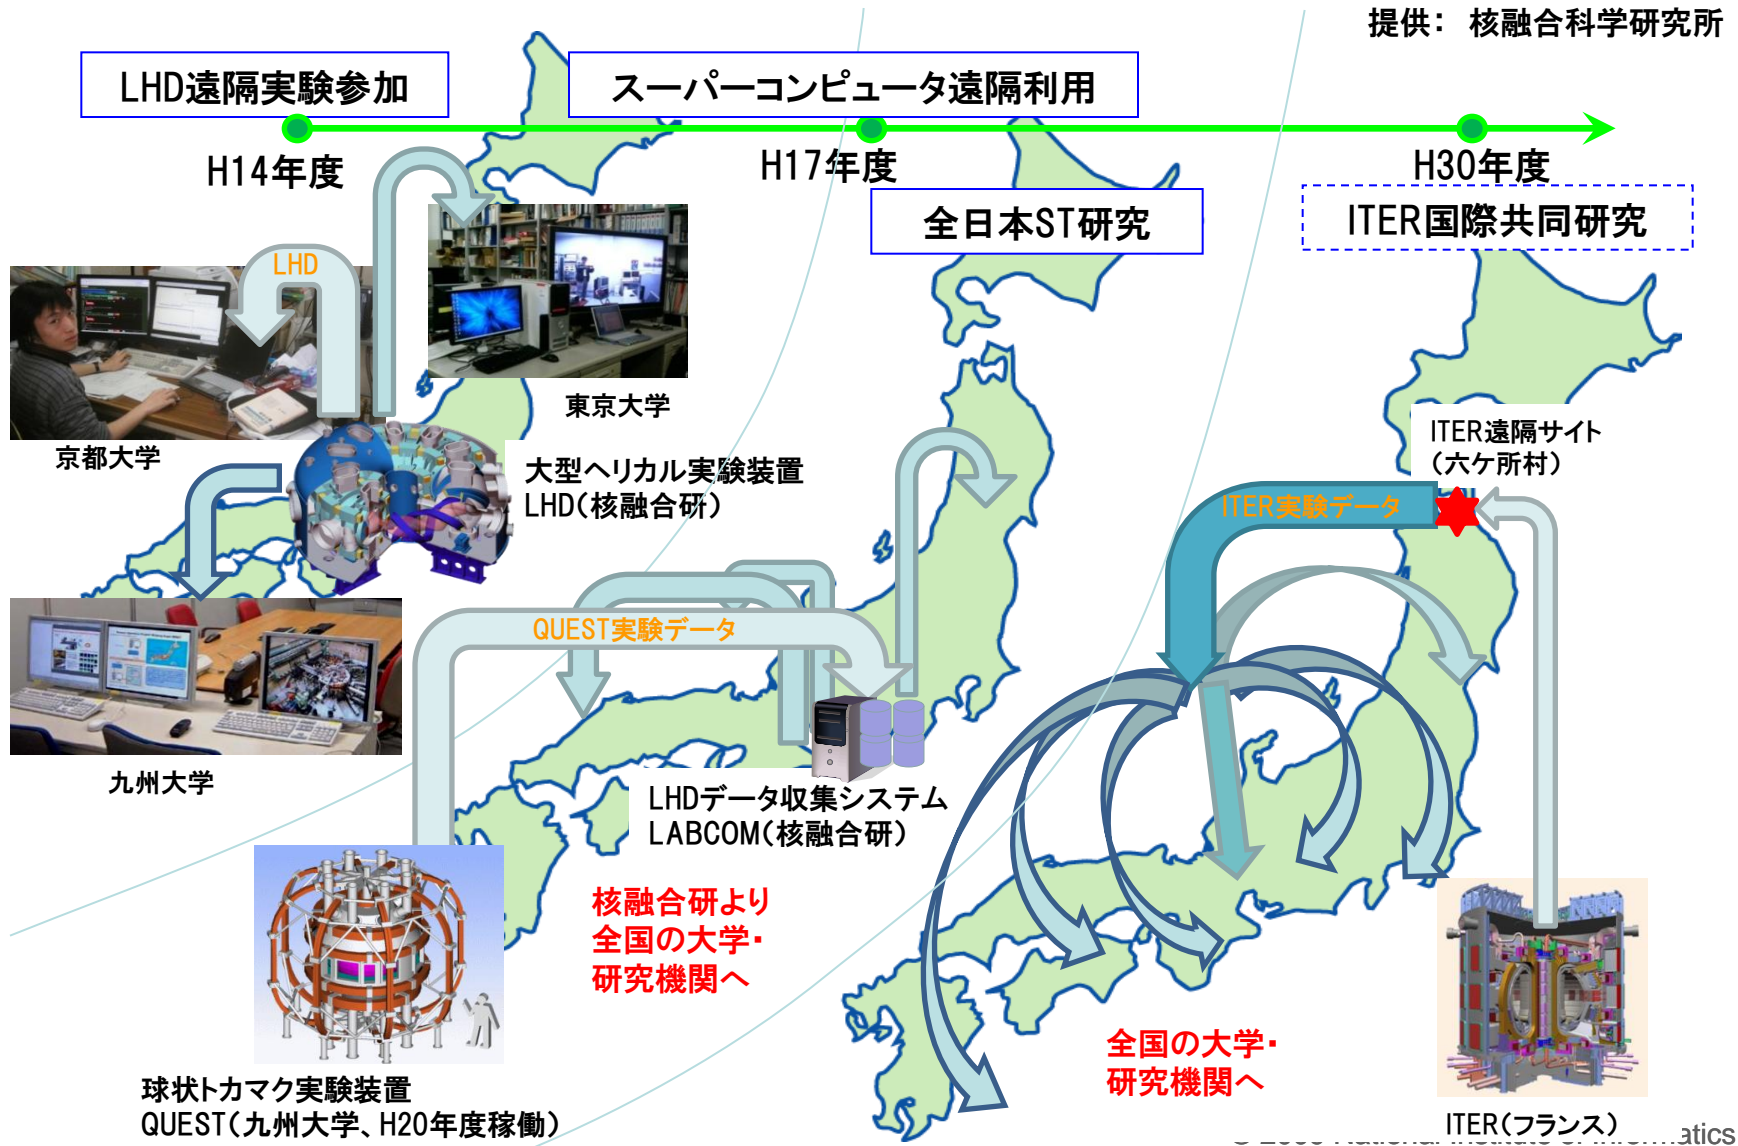 提供： 核融合科学研究所
LHD遠隔実験参加
スーパーコンピュータ遠隔利用
H14年度
H17年度
H30年度
全日本ST研究
ITER国際共同研究
LHD
東京大学
京都大学
大型ヘリカル実験装置
LHD（核融合研）
ITER遠隔サイト
（六ケ所村）
ITER実験データ
QUEST実験データ
九州大学
LHDデータ収集システム
LABCOM（核融合研）
核融合研より
全国の大学・
研究機関へ
全国の大学・
研究機関へ
球状トカマク実験装置
QUEST（九州大学、H20年度稼働）
ITER（フランス）